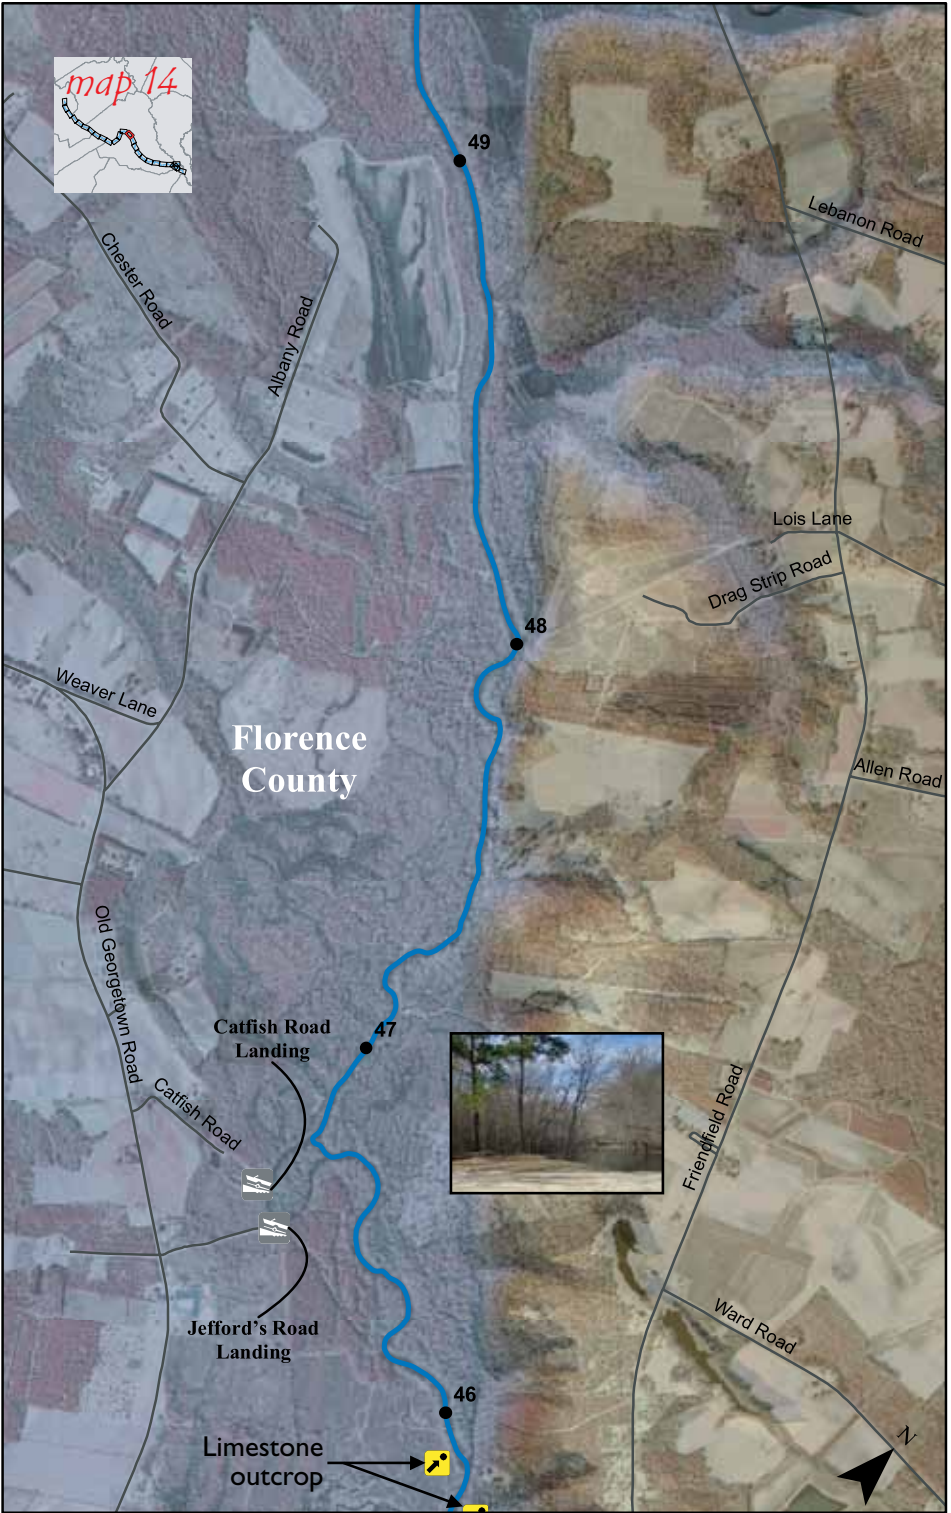 map 14
49
Lebanon Road
Chester Road
Albany Road
Lois Lane
Drag Strip Road
48
Weaver Lane
Florence
County
Allen Road
Old Georgetown Road
Catfish Road
Landing
47
Catfish Road
Friendfield Road
Jefford's Road
Landing
Ward Road
46
Limestone
outcrop
N